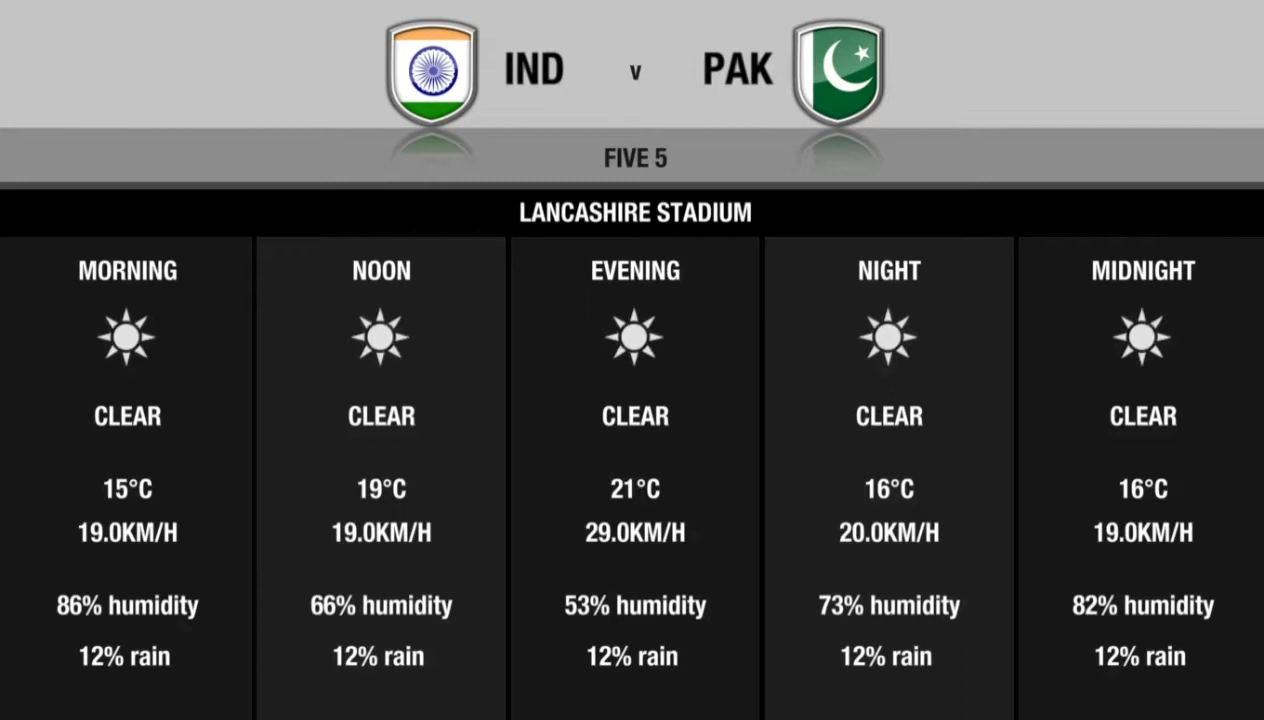 IND v PAK
FIVE 5
LANCASHIRE STADIUM
MORNING NOON EVENING NIGHT MIDNIGHT
CLEAR CLEAR CLEAR CLEAR CLEAR
15°C 19°C 21°C 16°C 16°C
19.0KM/H 19.0KM/H 29.0KM/H 20.0KM/H 19.0KM/H
86% humidity 66% humidity 53% humidity 73% humidity 82% humidity
12% rain 12% rain 12% rain 12% rain 12% rain